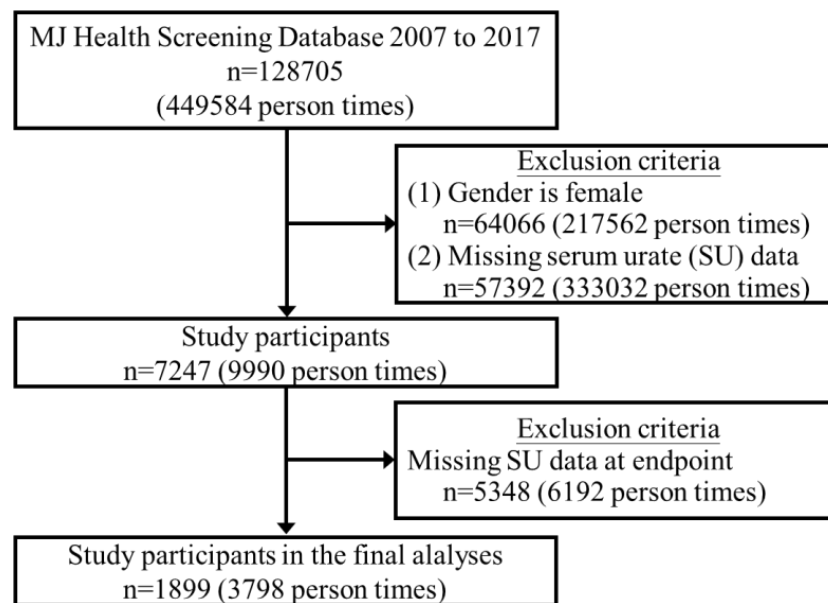 MJ Health Screening Database 2007 to 2017
n=128705
(449584 person times)
Exclusion criteria
(1) Gender is female
n=64066 (217562 person times)
(2) Missing serum urate (SU) data
n=57392 (333032 person times)
Study participants
n=7247 (9990 person times)
Exclusion criteria
Missing SU data at endpoint
n=5348 (6192 person times)
Study participants in the final alalyses
n=1899 (3798 person times)